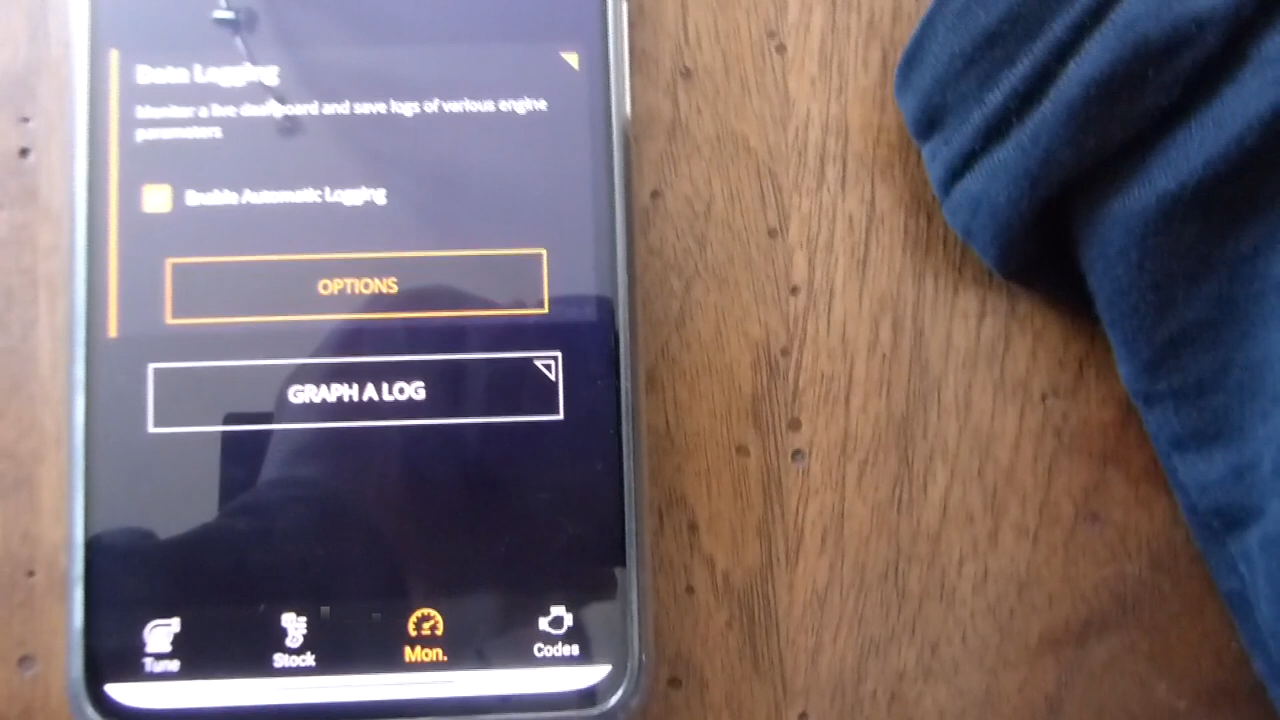 Data Logging
Monitor a live dashboard and save logs of various engine
parameters
Enable Automatic Logging
OPTIONS
GRAPH A LOG
Tune
Stock
Mon.
Codes